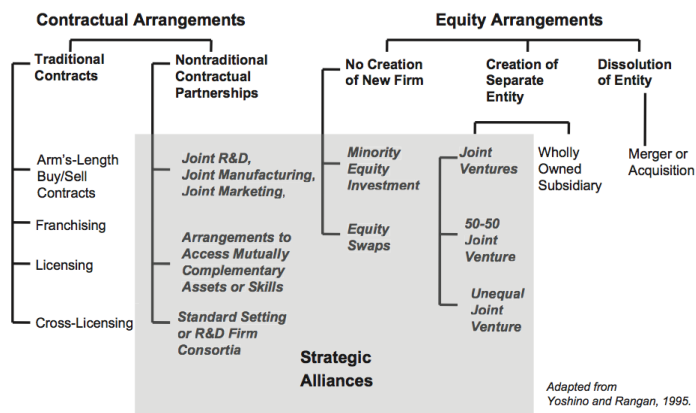 Contractual Arrangements
Equity Arrangements
Traditional
Contracts
Nontraditional
Contractual
Partnerships
No Creation
of New Firm
Creation of
Separate
Entity
Dissolution
of Entity
Arm's-Length
Buy/Sell
Contracts
Franchising
Licensing
Cross-Licensing
Joint R&D,
Joint Manufacturing,
Joint Marketing,
Arrangements to
Access Mutually
Complementary
Assets or Skills
Standard Setting
or R&D Firm
Consortia
Minority
Equity
Investment
Equity
Swaps
Joint
Ventures
50-50
Joint
Venture
Unequal
Joint
Venture
Wholly
Owned
Subsidiary
Merger or
Acquisition
Strategic
Alliances
Adapted from
Yoshino and Rangan, 1995.